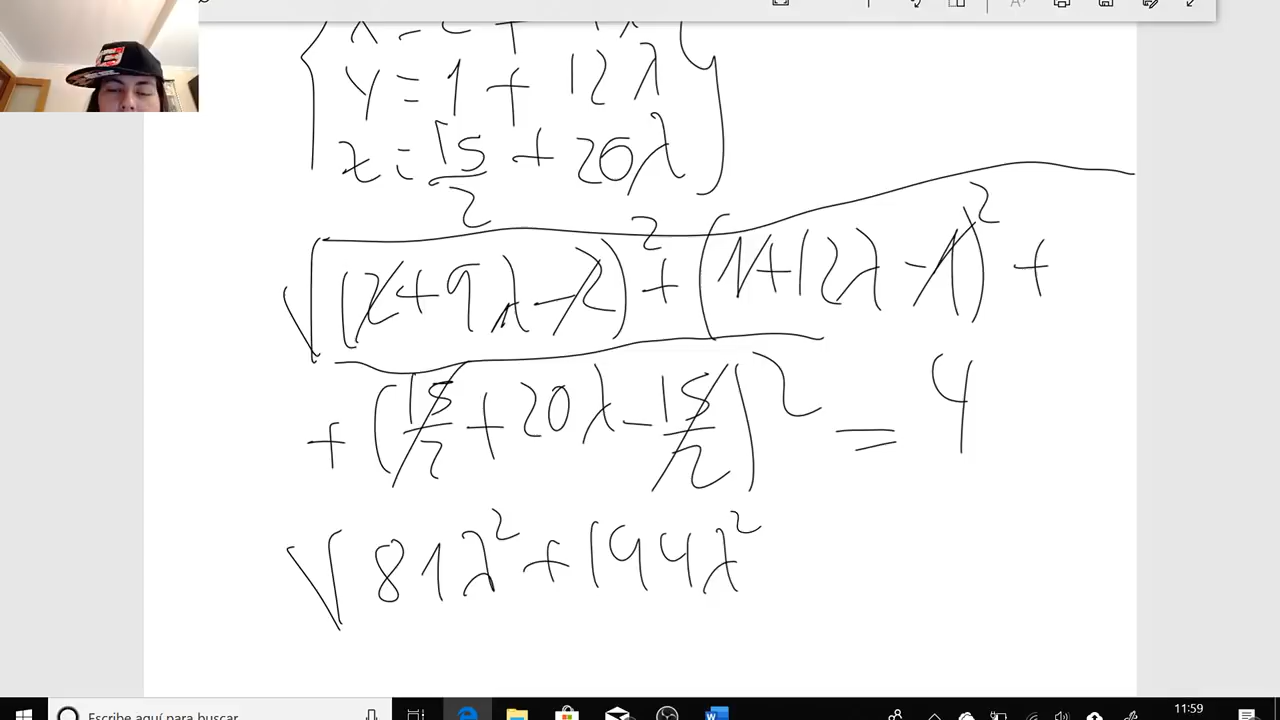 y = 1 + 12λ
z = 15/2 + 20λ
√(2+9λ-2)² + (1+12λ-1)² +
+ (15/2 + 20λ - 15/2)² = 4
√81λ² + 144λ²
Escribe aquí para buscar
11:59